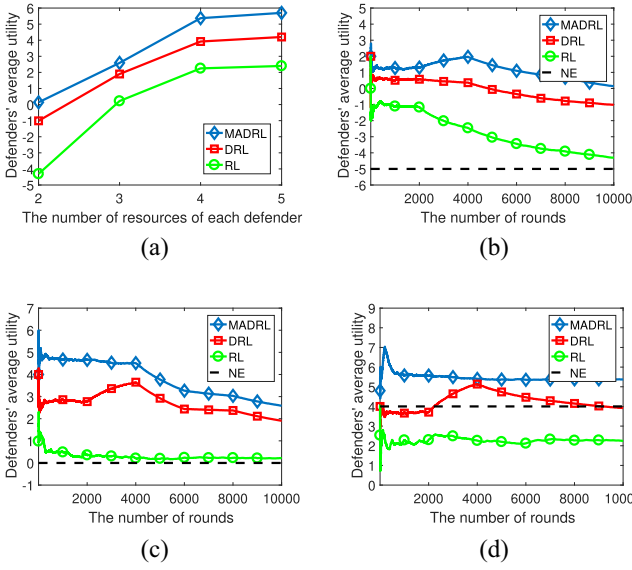 Defenders' average utility
6
5
4
3
2
1
0
-1
-2
-3
-4
-5
MADRL
DRL
RL
2
3
4
5
The number of resources of each defender
(a)
Defenders' average utility
4
3
2
1
0
-1
-2
-3
-4
-5
-6
MADRL
DRL
RL
NE
2000
4000
6000
8000
10000
The number of rounds
(b)
Defenders' average utility
7
6
5
4
3
2
1
0
-1
MADRL
DRL
RL
NE
2000
4000
6000
8000
10000
The number of rounds
(c)
Defenders' average utility
9
8
7
6
5
4
3
2
1
0
MADRL
DRL
RL
NE
0
2000
4000
6000
8000
10000
The number of rounds
(d)